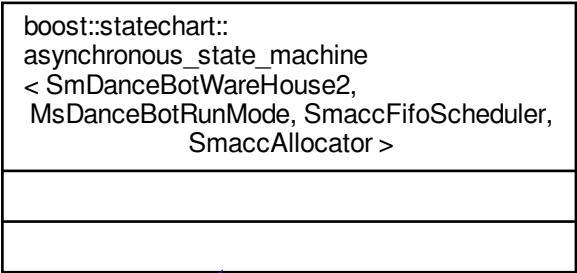 boost::statechart::
asynchronous_state_machine
< SmDanceBotWareHouse2,
MsDanceBotRunMode, SmaccFifoScheduler,
SmaccAllocator >